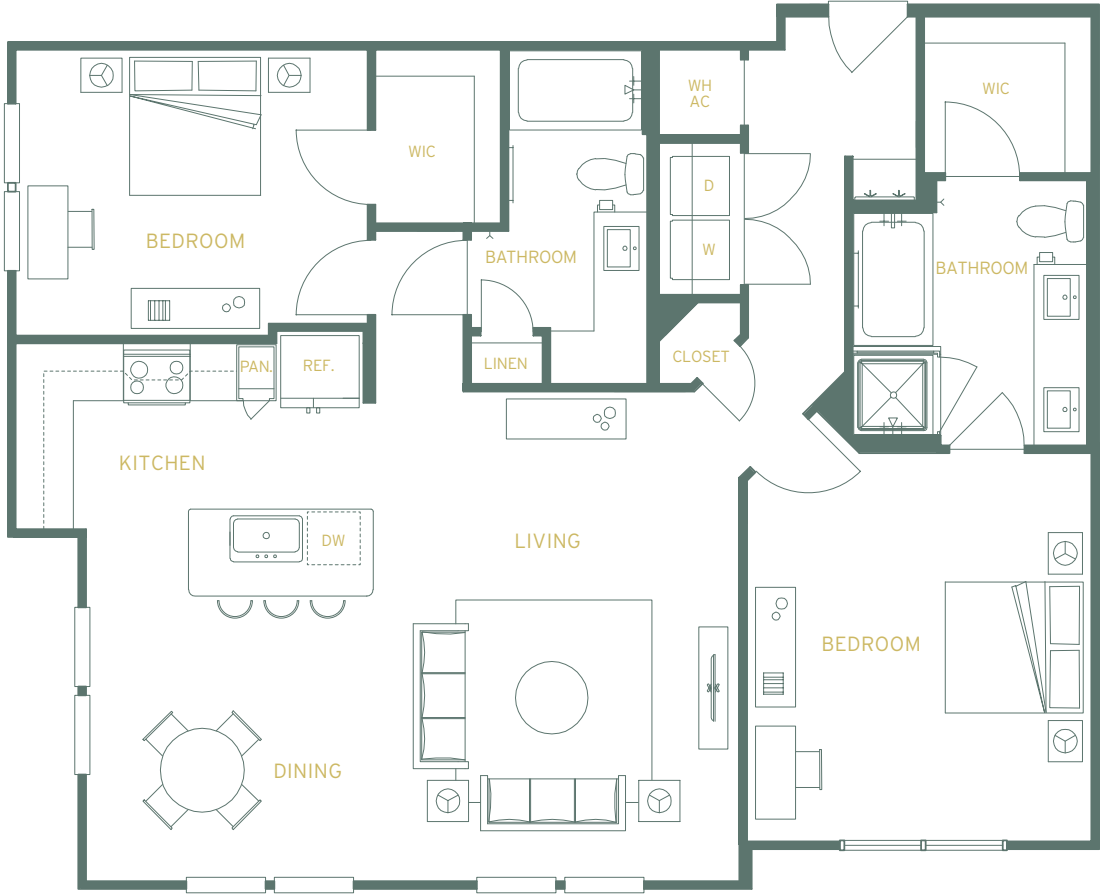 WH
AC
WIC
WIC
D
BEDROOM
W
BATHROOM
BATHROOM
CLOSET
LINEN
PAN.
REF.
KITCHEN
DW
LIVING
BEDROOM
DINING